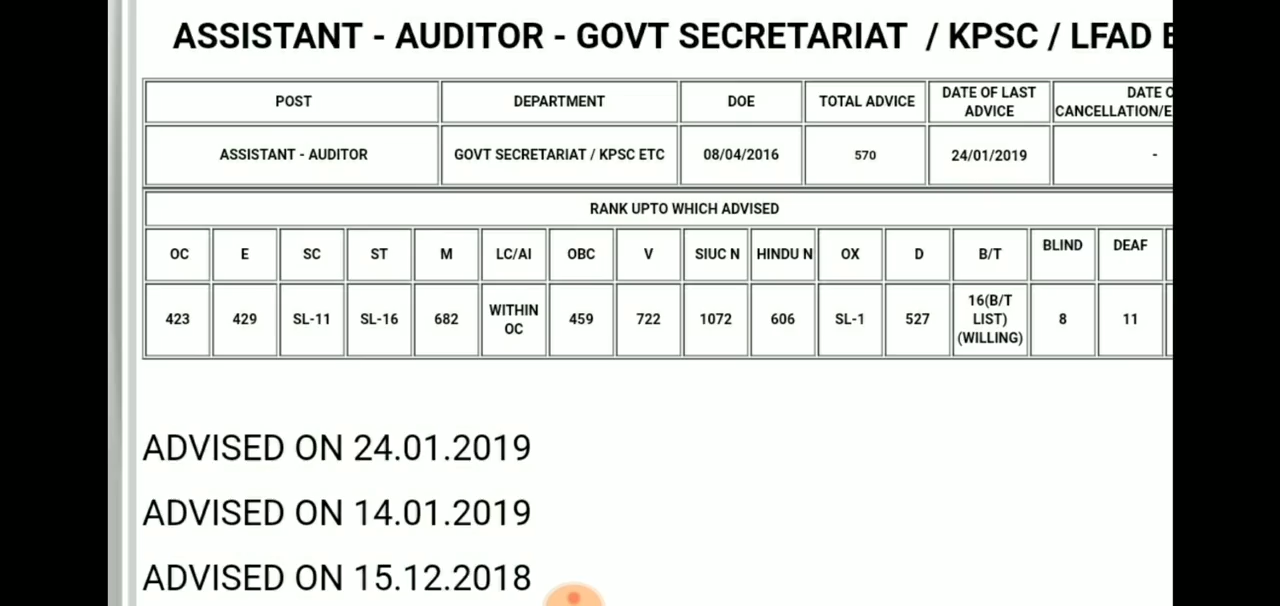 ASSISTANT - AUDITOR - GOVT SECRETARIAT / KPSC / LFAD
POST DEPARTMENT DOE TOTAL ADVICE DATE OF LAST ADVICE DATE CANCELLATION/E
ASSISTANT - AUDITOR GOVT SECRETARIAT / KPSC ETC 08/04/2016 570 24/01/2019 -
RANK UPTO WHICH ADVISED
OC E SC ST M LC/AI OBC V SIUC N HINDU N OX D B/T BLIND DEAF
423 429 SL-11 SL-16 682 WITHIN OC 459 722 1072 606 SL-1 527 16(B/T LIST) (WILLING) 8 11
ADVISED ON 24.01.2019
ADVISED ON 14.01.2019
ADVISED ON 15.12.2018